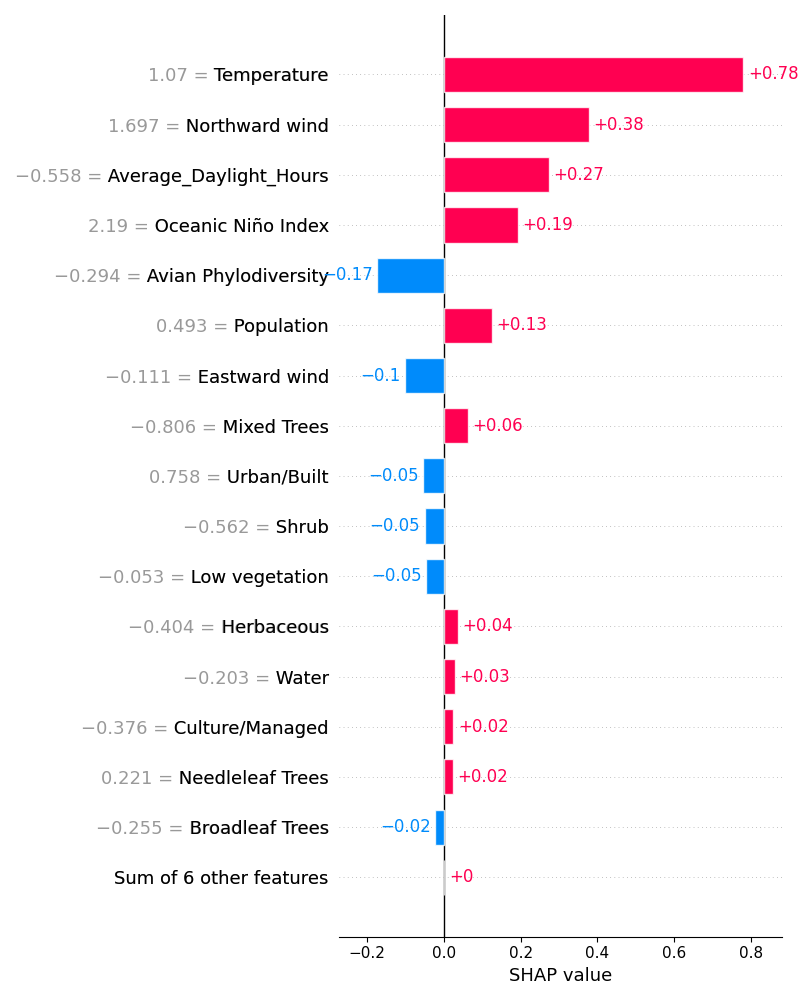 1.07 = Temperature +0.78
1.697 = Northward wind +0.38
−0.558 = Average_Daylight_Hours +0.27
2.19 = Oceanic Niño Index +0.19
−0.294 = Avian Phylodiversity −0.17
0.493 = Population +0.13
−0.111 = Eastward wind −0.1
−0.806 = Mixed Trees +0.06
0.758 = Urban/Built −0.05
−0.562 = Shrub −0.05
−0.053 = Low vegetation −0.05
−0.404 = Herbaceous +0.04
−0.203 = Water +0.03
−0.376 = Culture/Managed +0.02
0.221 = Needleleaf Trees +0.02
−0.255 = Broadleaf Trees −0.02
Sum of 6 other features +0
−0.2 0.0 0.2 0.4 0.6 0.8
SHAP value